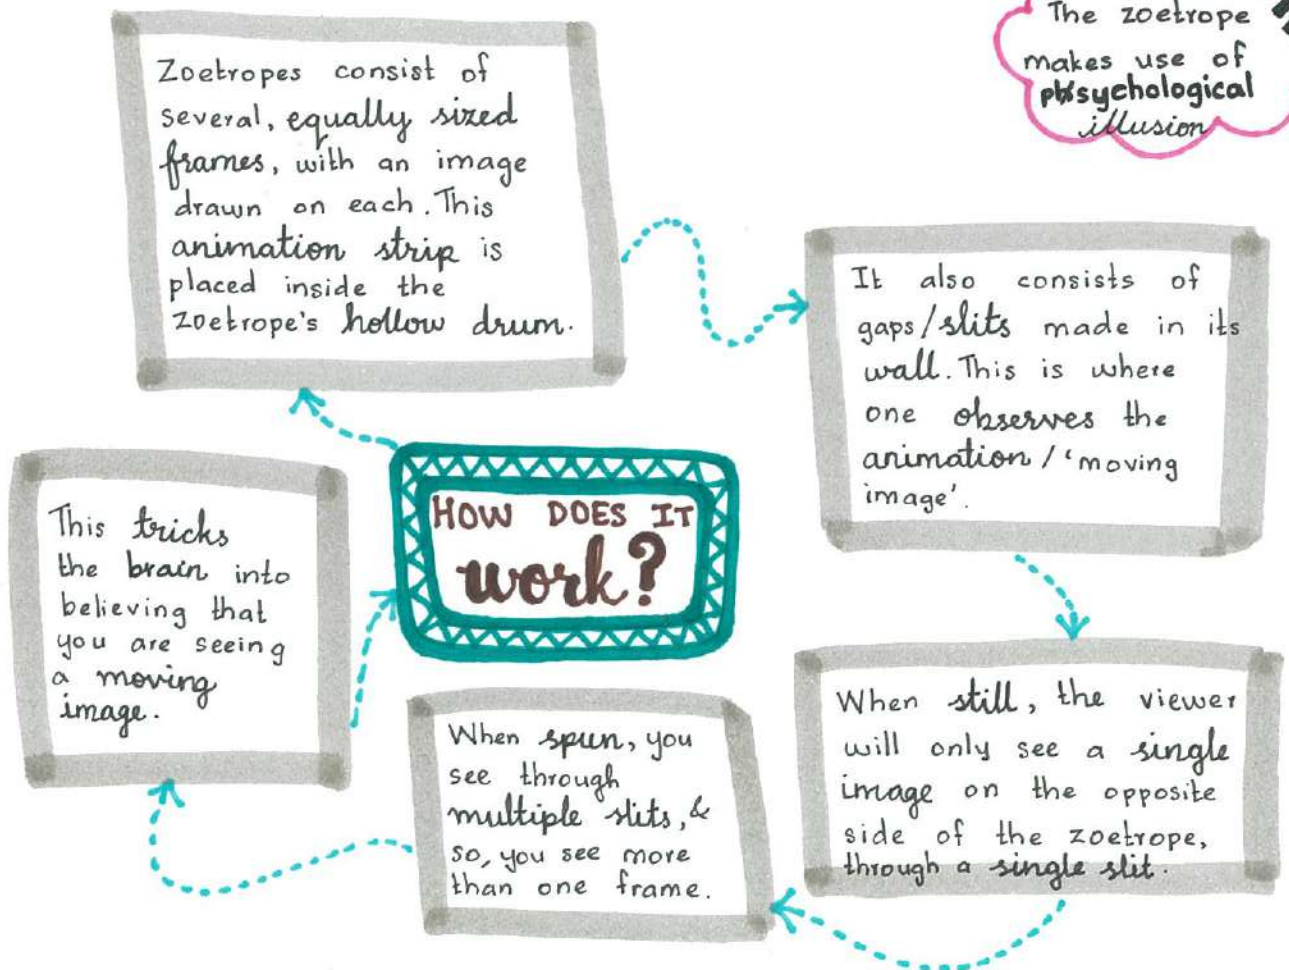 The zoetrope
makes use of
psychological
illusion
Zoetropes consist of
several, equally sized
frames, with an image
drawn on each. This
animation strip is
placed inside the
zoetrope's hollow drum.
It also consists of
gaps/slits made in its
wall. This is where
one observes the
animation / 'moving
image'.
HOW DOES IT
work?
When still, the viewer
will only see a single
image on the opposite
side of the zoetrope,
through a single slit.
When spun, you
see through
multiple slits, &
so, you see more
than one frame.
This tricks
the brain into
believing that
you are seeing
a moving
image.